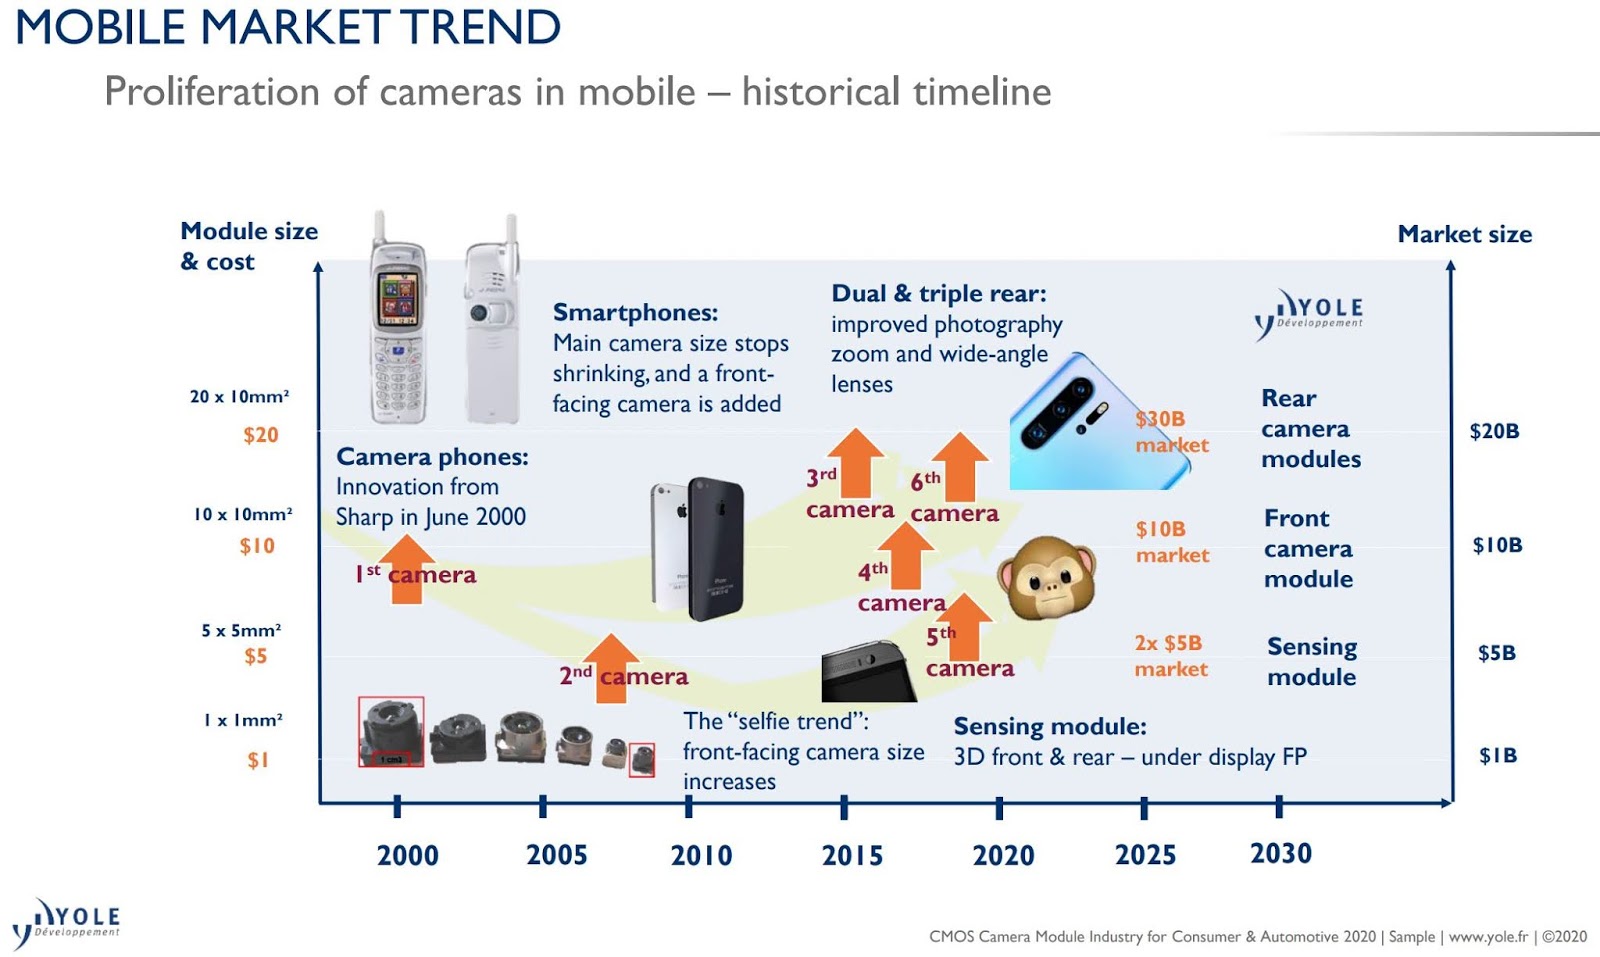 MOBILE MARKET TREND
Proliferation of cameras in mobile – historical timeline
Module size
& cost
Market size
20 x 10mm²
$20
10 x 10mm²
$10
5 x 5mm²
$5
1 x 1mm²
$1
Smartphones:
Main camera size stops
shrinking, and a front-
facing camera is added
Dual & triple rear:
improved photography
zoom and wide-angle
lenses
YOLE
Développement
Camera phones:
Innovation from
Sharp in June 2000
1st camera
2nd camera
3rd
camera
6th
camera
4th
camera
5th
camera
$30B
market
Rear
camera
modules
$10B
market
Front
camera
module
2x $5B
market
Sensing
module
$20B
$10B
$5B
$1B
iPhone
1 cm3
The “selfie trend”:
front-facing camera size
increases
Sensing module:
3D front & rear – under display FP
2000
2005
2010
2015
2020
2025
2030
YOLE
Développement
CMOS Camera Module Industry for Consumer & Automotive 2020 | Sample | www.yole.fr | ©2020